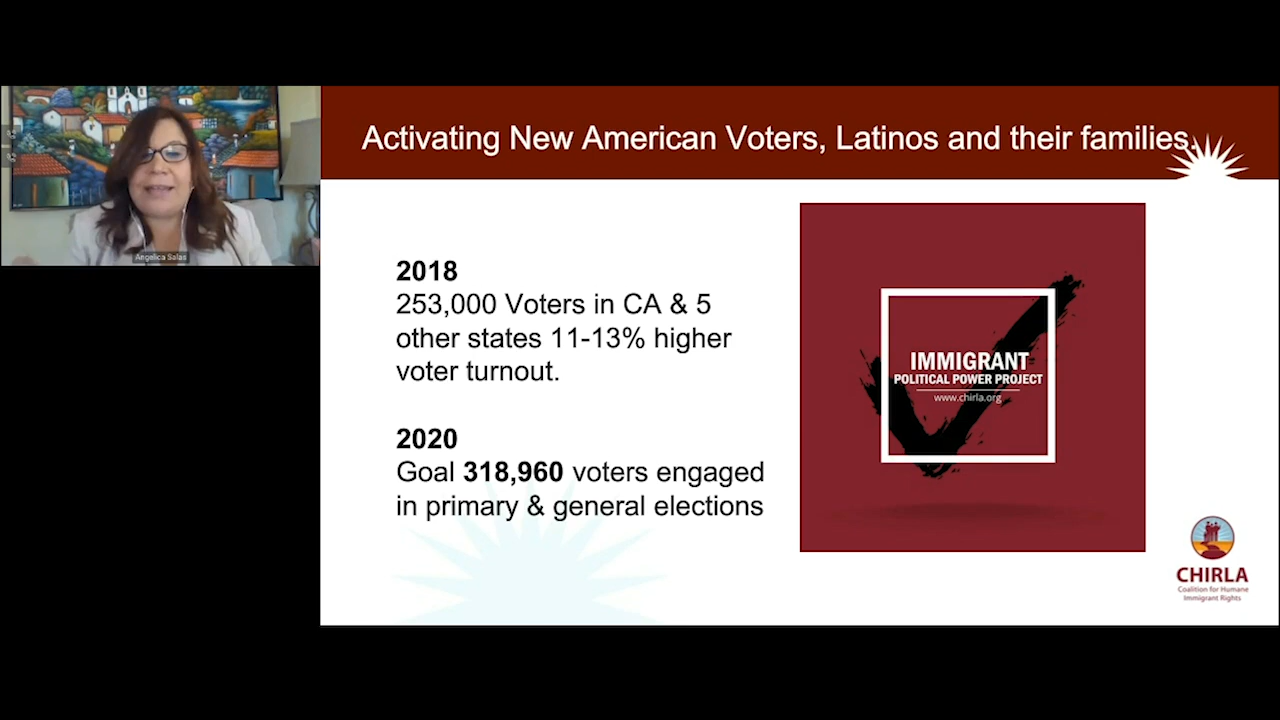 Angelica Salas
Activating New American Voters, Latinos and their families.
2018
253,000 Voters in CA & 5
other states 11-13% higher
voter turnout.
2020
Goal 318,960 voters engaged
in primary & general elections
IMMIGRANT
POLITICAL POWER PROJECT
www.chirla.org
CHIRLA
Coalition for Humane
Immigrant Rights